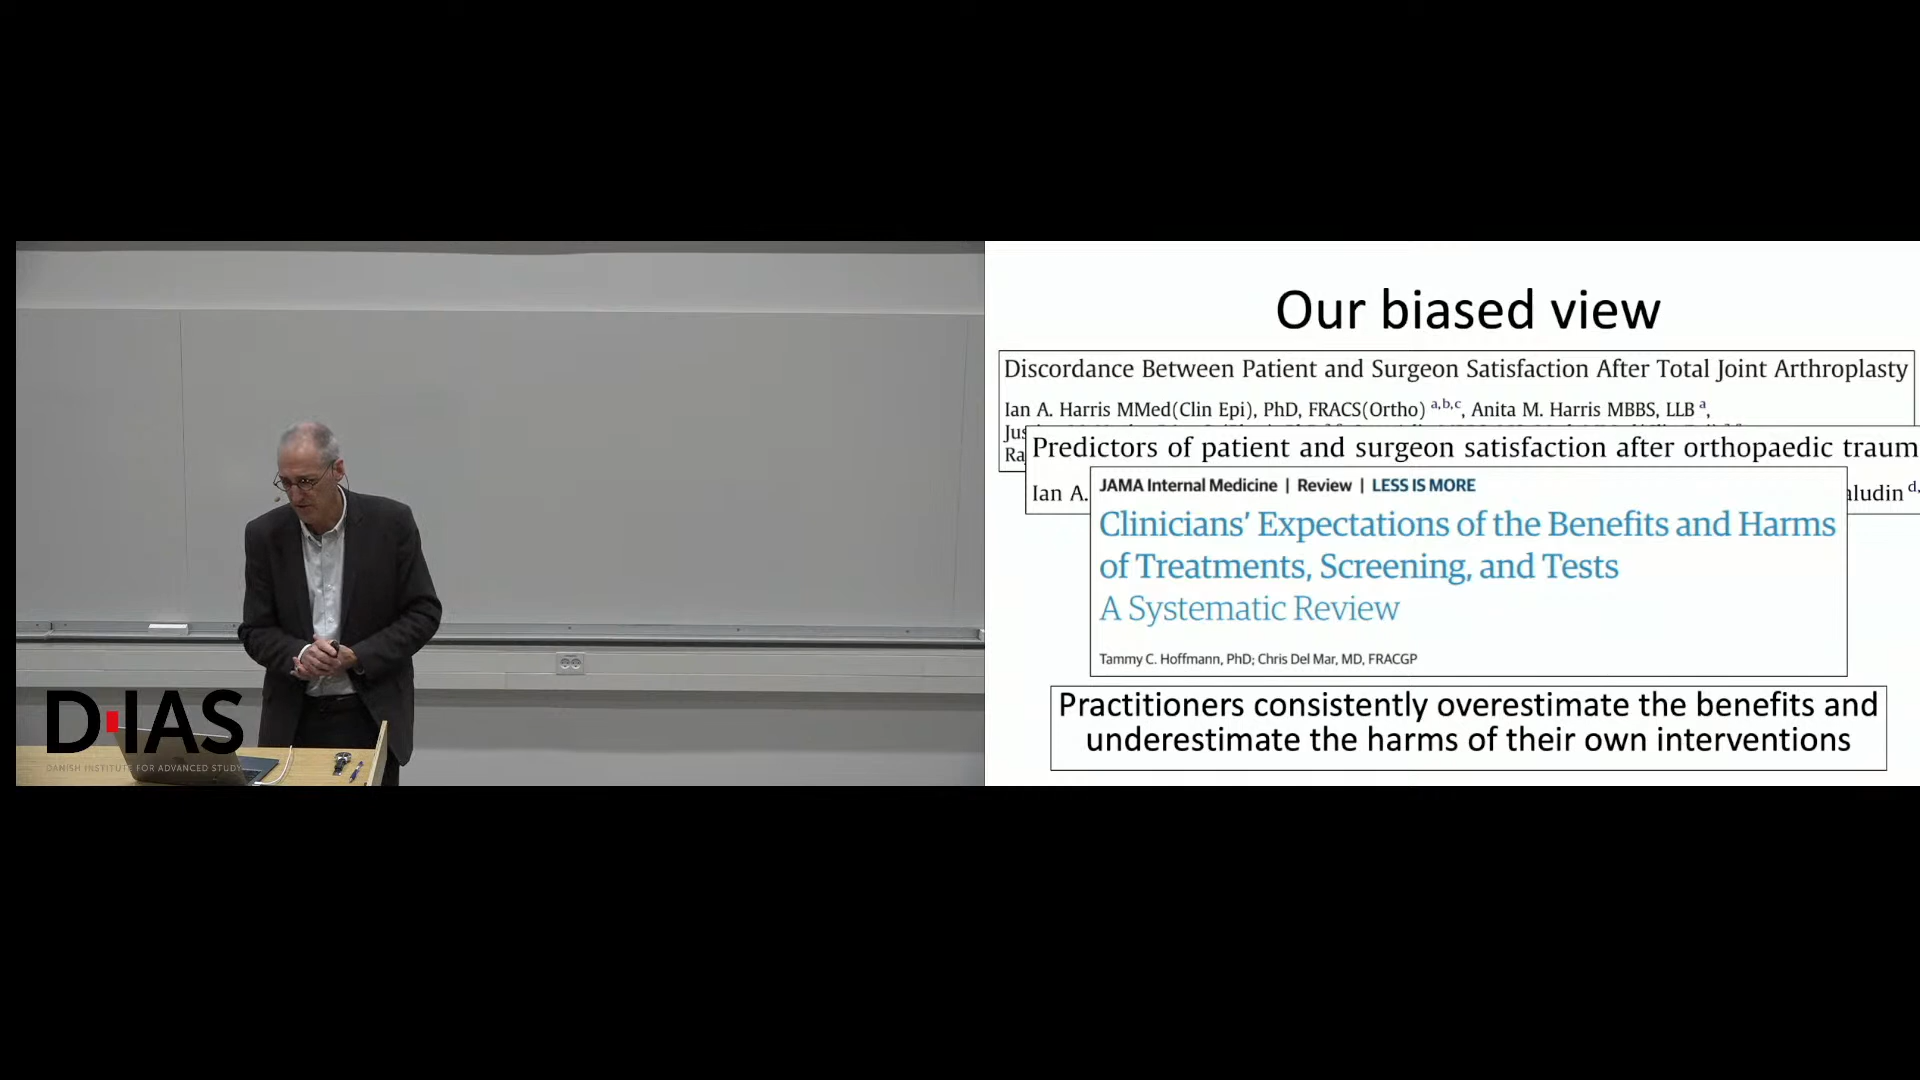 Our biased view
Discordance Between Patient and Surgeon Satisfaction After Total Joint Arthroplasty
Ian A. Harris MMed(Clin Epi), PhD, FRACS(Ortho) a,b,c, Anita M. Harris MBBS, LLB a,
Predictors of patient and surgeon satisfaction after orthopaedic traum
Ian A.
JAMA Internal Medicine | Review | LESS IS MORE
Clinicians' Expectations of the Benefits and Harms
of Treatments, Screening, and Tests
A Systematic Review
Tammy C. Hoffmann, PhD; Chris Del Mar, MD, FRACGP
Practitioners consistently overestimate the benefits and
underestimate the harms of their own interventions
D·IAS
DANISH INSTITUTE FOR ADVANCED STUDY